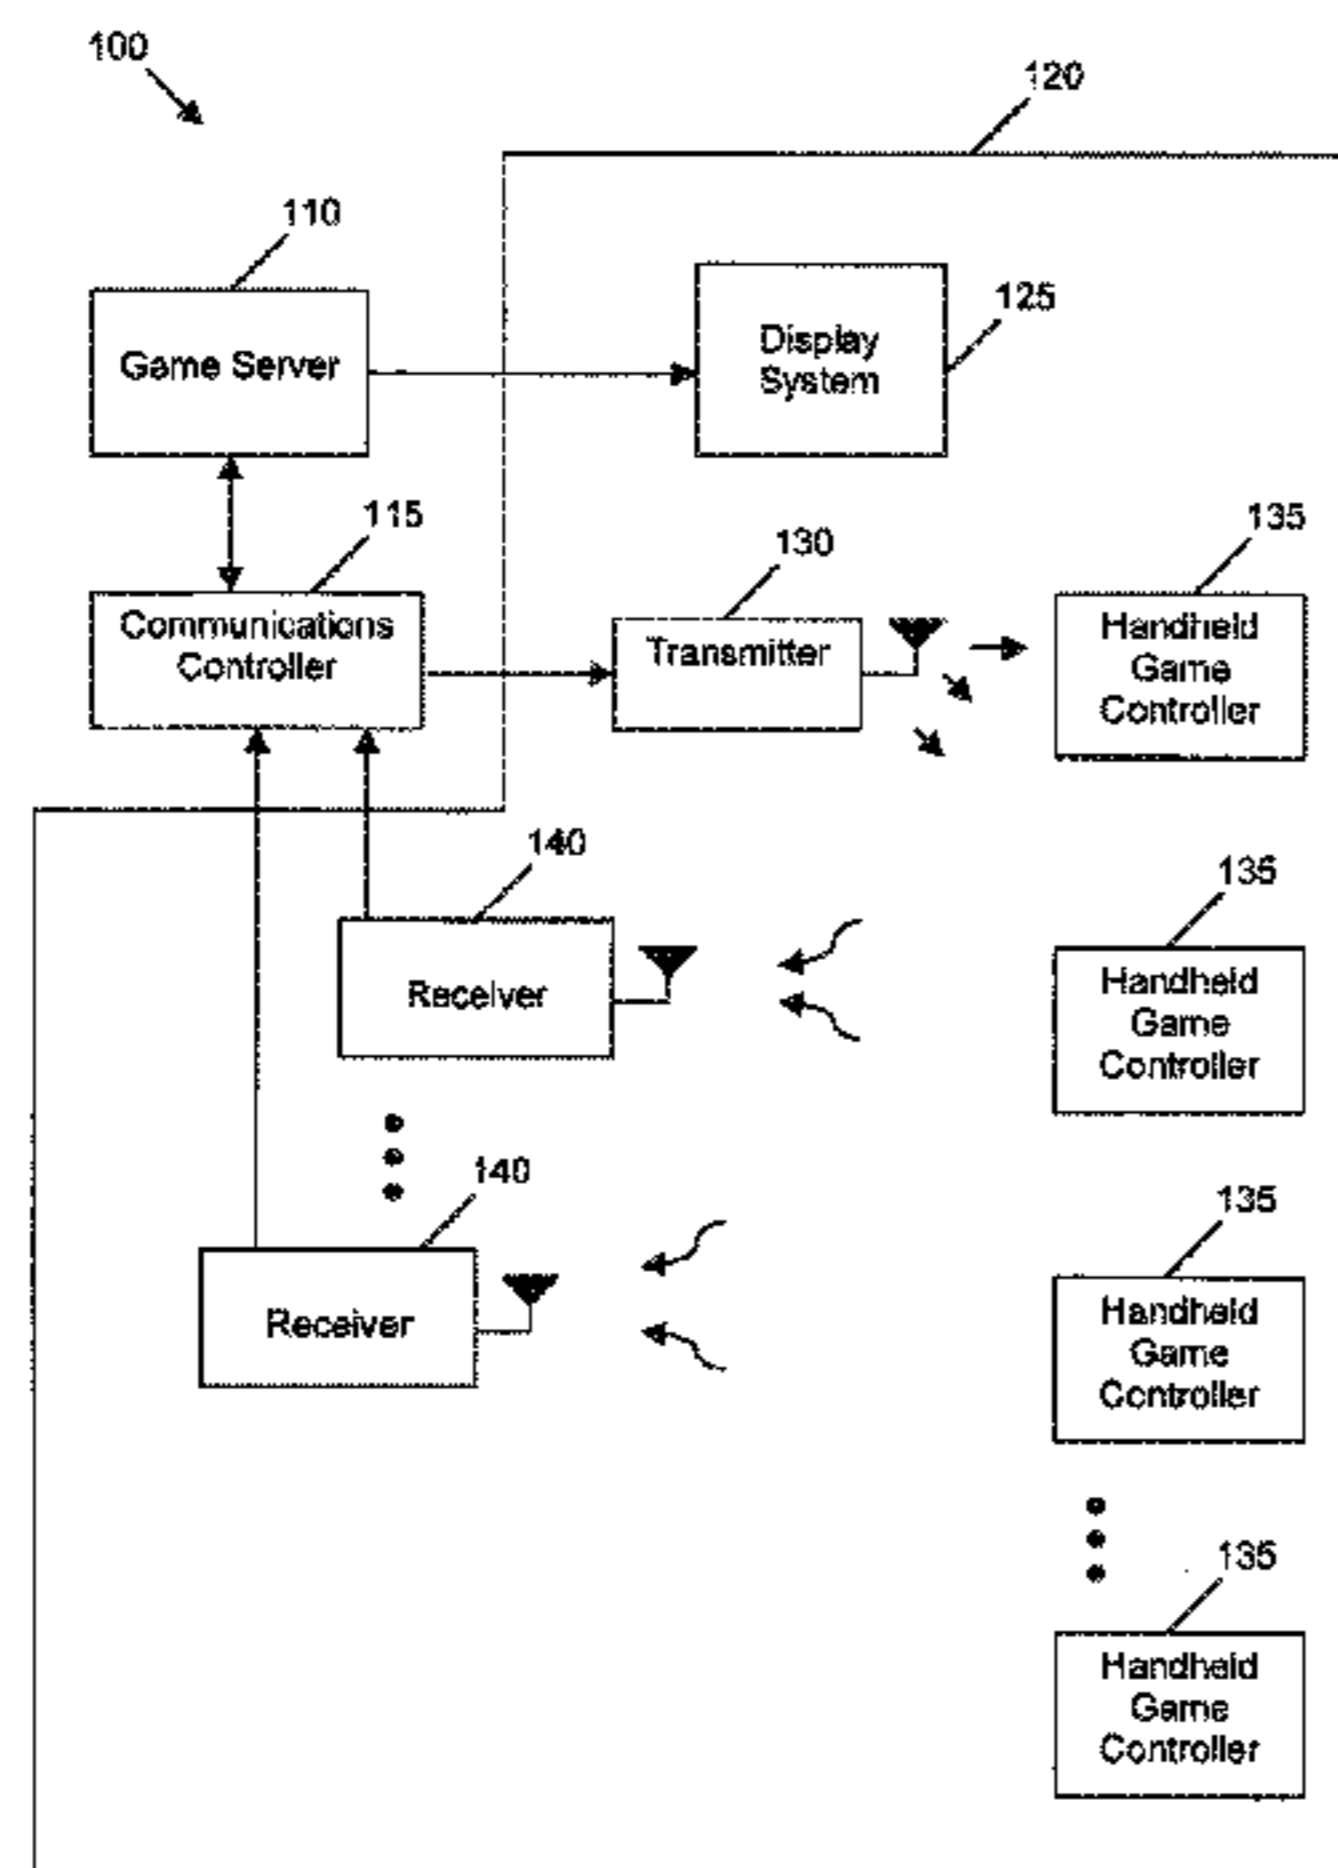 100
120
110
125
Game Server
Display
System
115
130
135
Communications
Controller
Transmitter
Handheld
Game
Controller
140
135
Receiver
Handheld
Game
Controller
140
135
Receiver
Handheld
Game
Controller
135
Handheld
Game
Controller